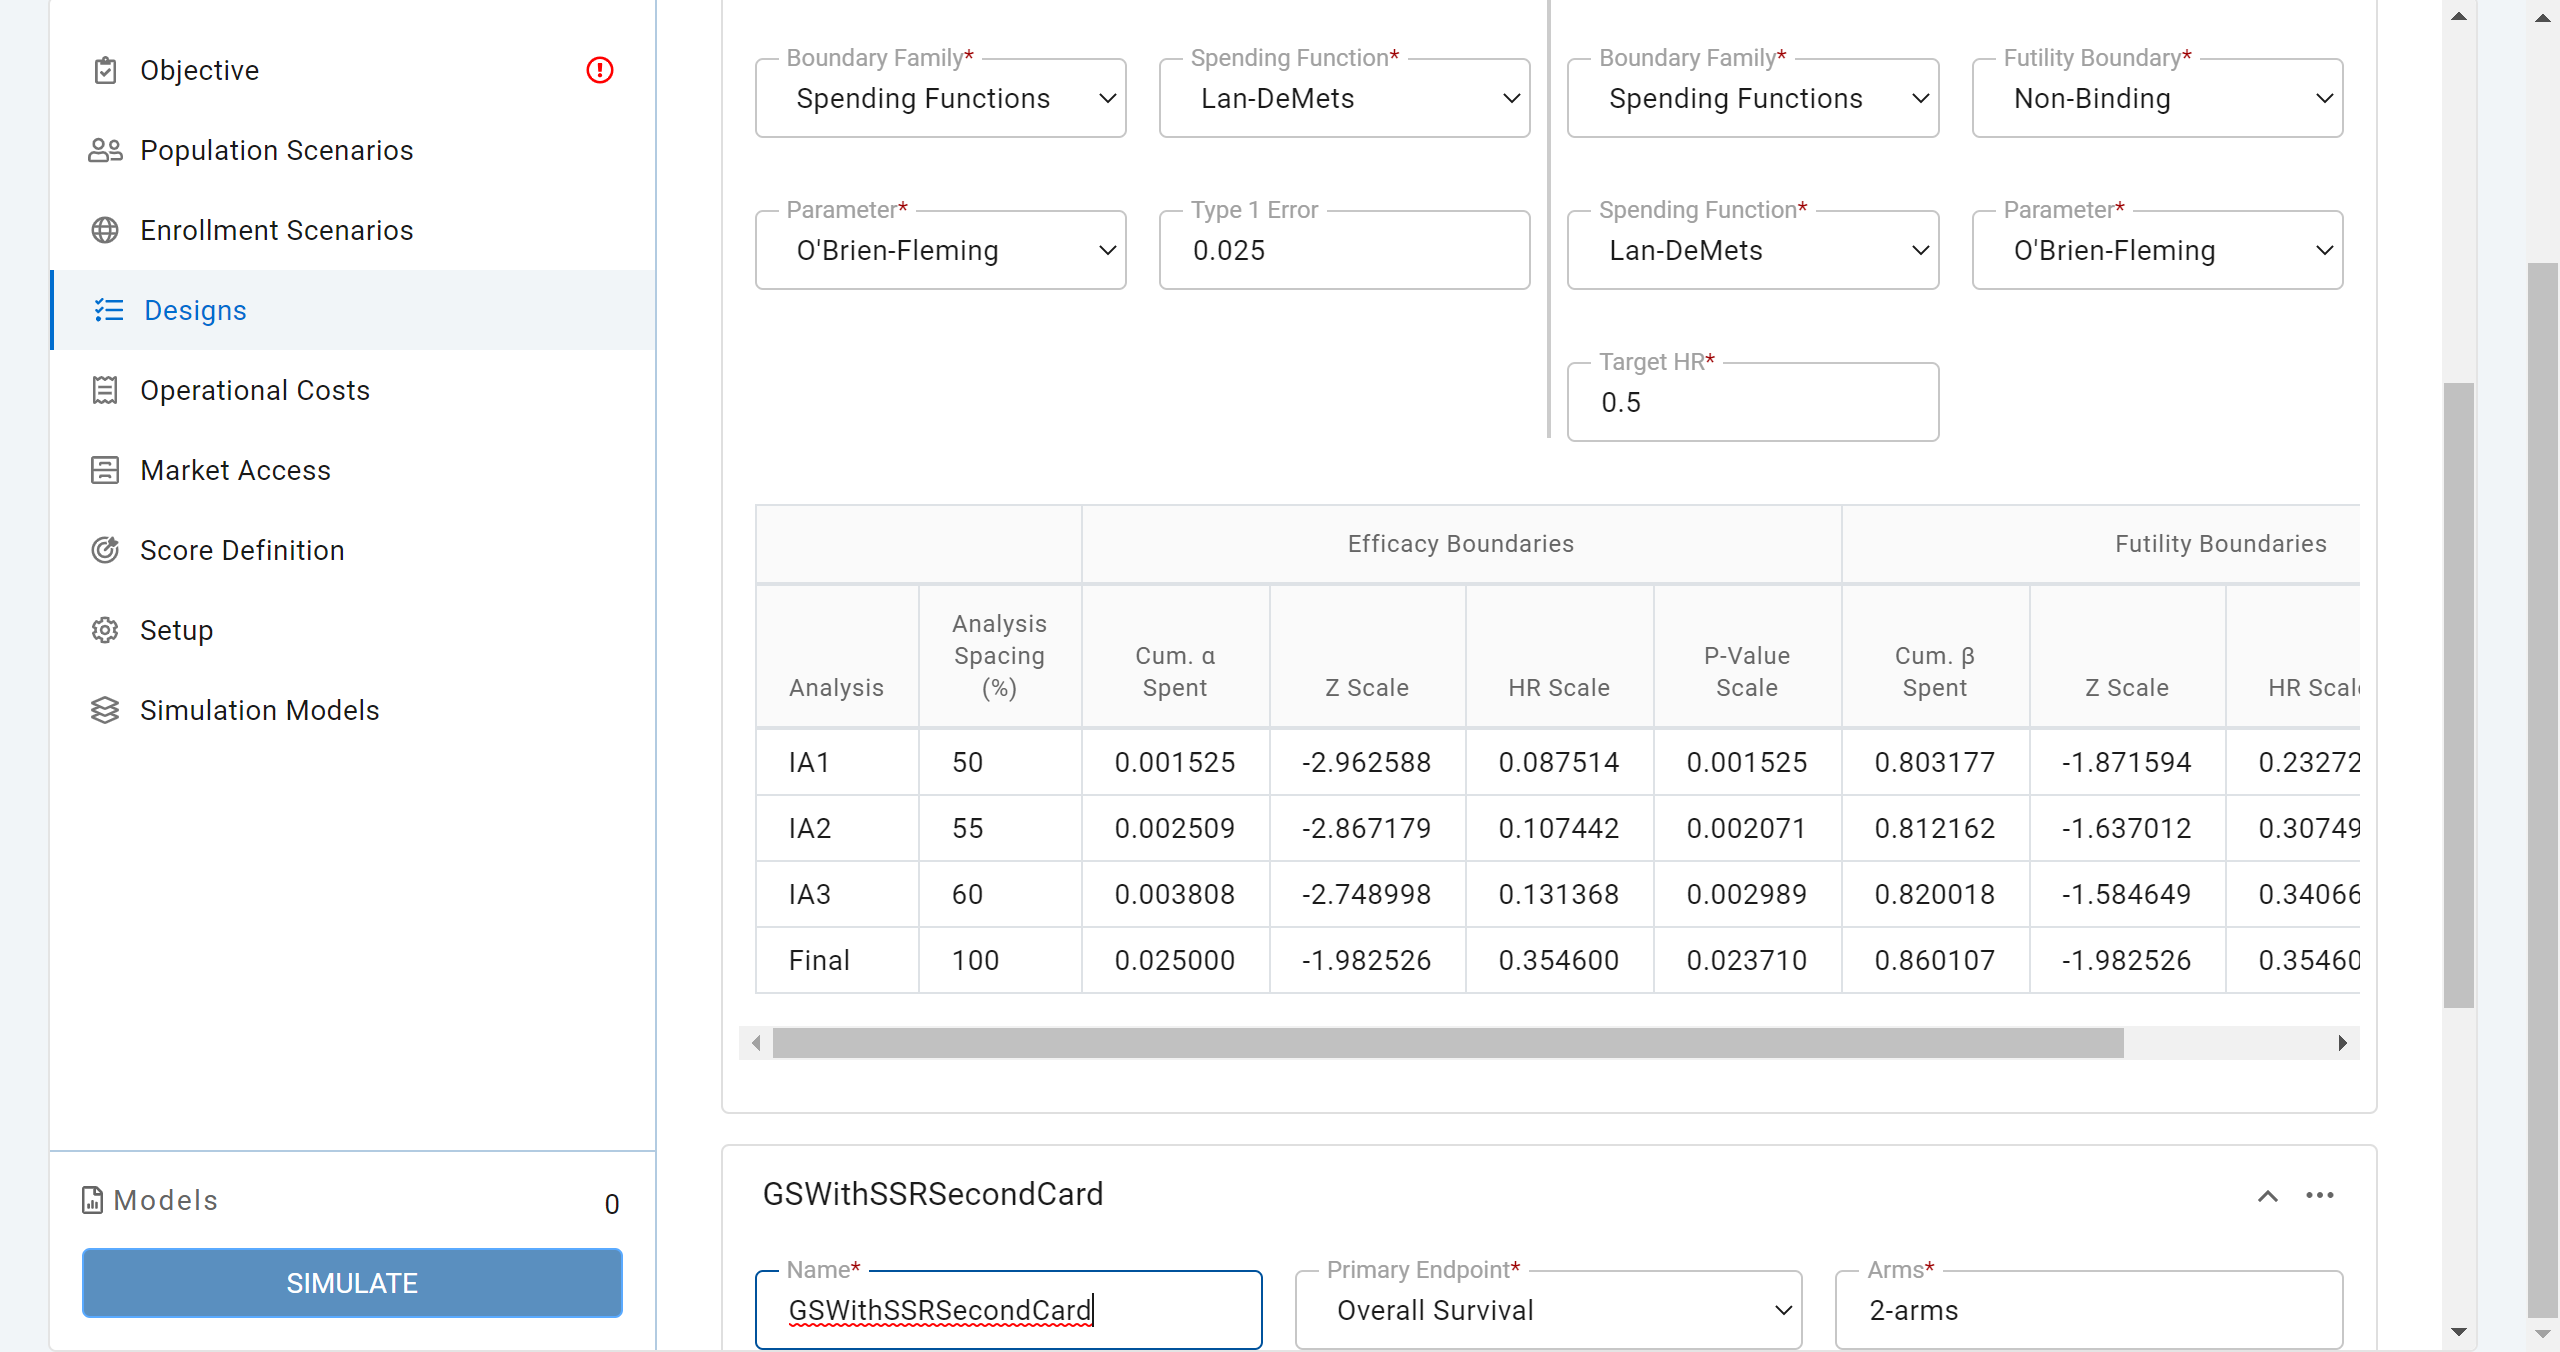 Objective
Population Scenarios
Enrollment Scenarios
Designs
Operational Costs
Market Access
Score Definition
Setup
Simulation Models
Models 0
SIMULATE
Boundary Family* Spending Function* Boundary Family* Futility Boundary*
Spending Functions Lan-DeMets Spending Functions Non-Binding
Parameter* Type 1 Error Spending Function* Parameter*
O'Brien-Fleming 0.025 Lan-DeMets O'Brien-Fleming
Target HR*
0.5
Efficacy Boundaries Futility Boundaries
Analysis
Analysis Spacing (%)
Cum. α Spent
Z Scale
HR Scale
P-Value Scale
Cum. β Spent
Z Scale
HR Scale
IA1 50 0.001525 -2.962588 0.087514 0.001525 0.803177 -1.871594 0.23272
IA2 55 0.002509 -2.867179 0.107442 0.002071 0.812162 -1.637012 0.30749
IA3 60 0.003808 -2.748998 0.131368 0.002989 0.820018 -1.584649 0.34066
Final 100 0.025000 -1.982526 0.354600 0.023710 0.860107 -1.982526 0.35460
GSWithSSRSecondCard
Name* Primary Endpoint* Arms*
GSWithSSRSecondCard Overall Survival 2-arms